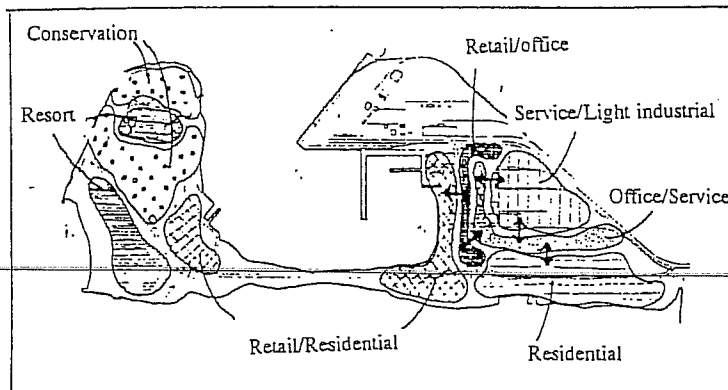 Conservation
Retail/office
Resort
Service/Light industrial
Office/Service
Retail/Residential
Residential